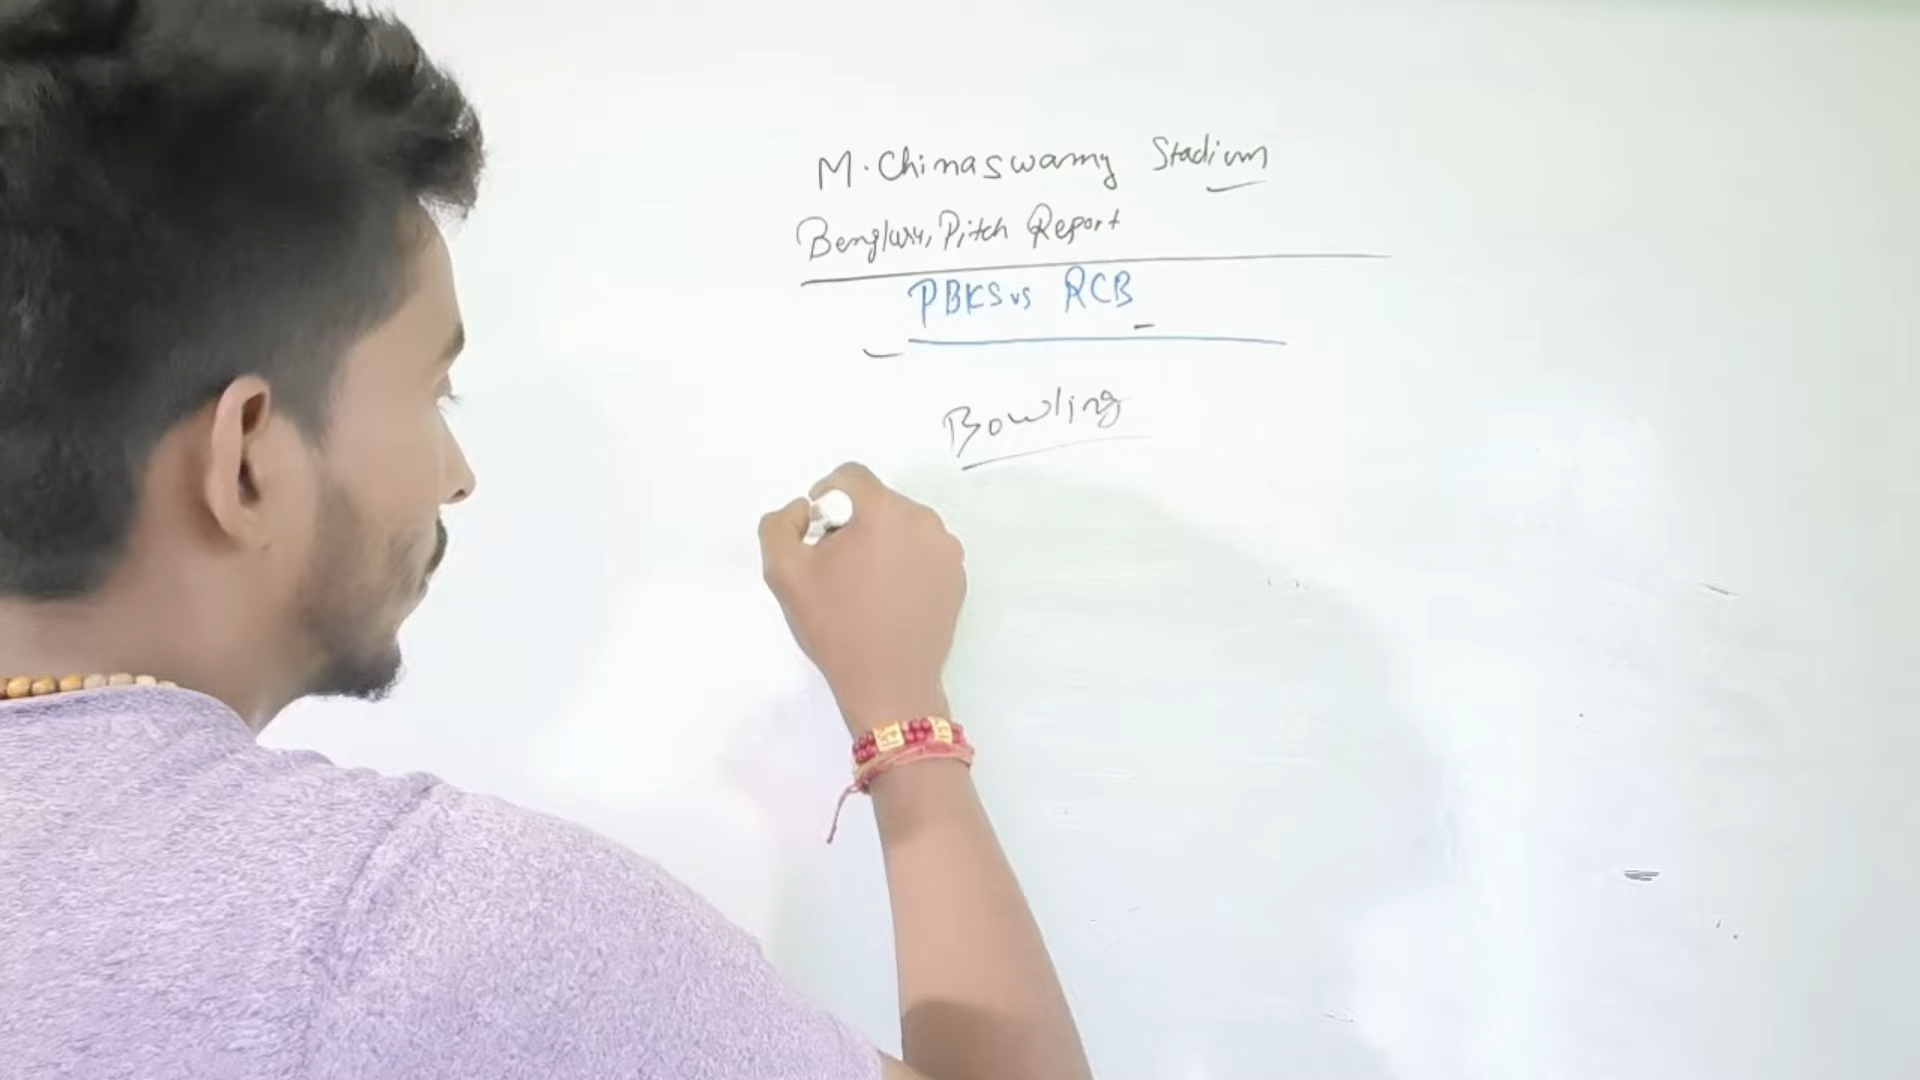 M. Chinaswamy Stadium
Bengluru, Pitch Report
PBKS vs RCB
Bowling